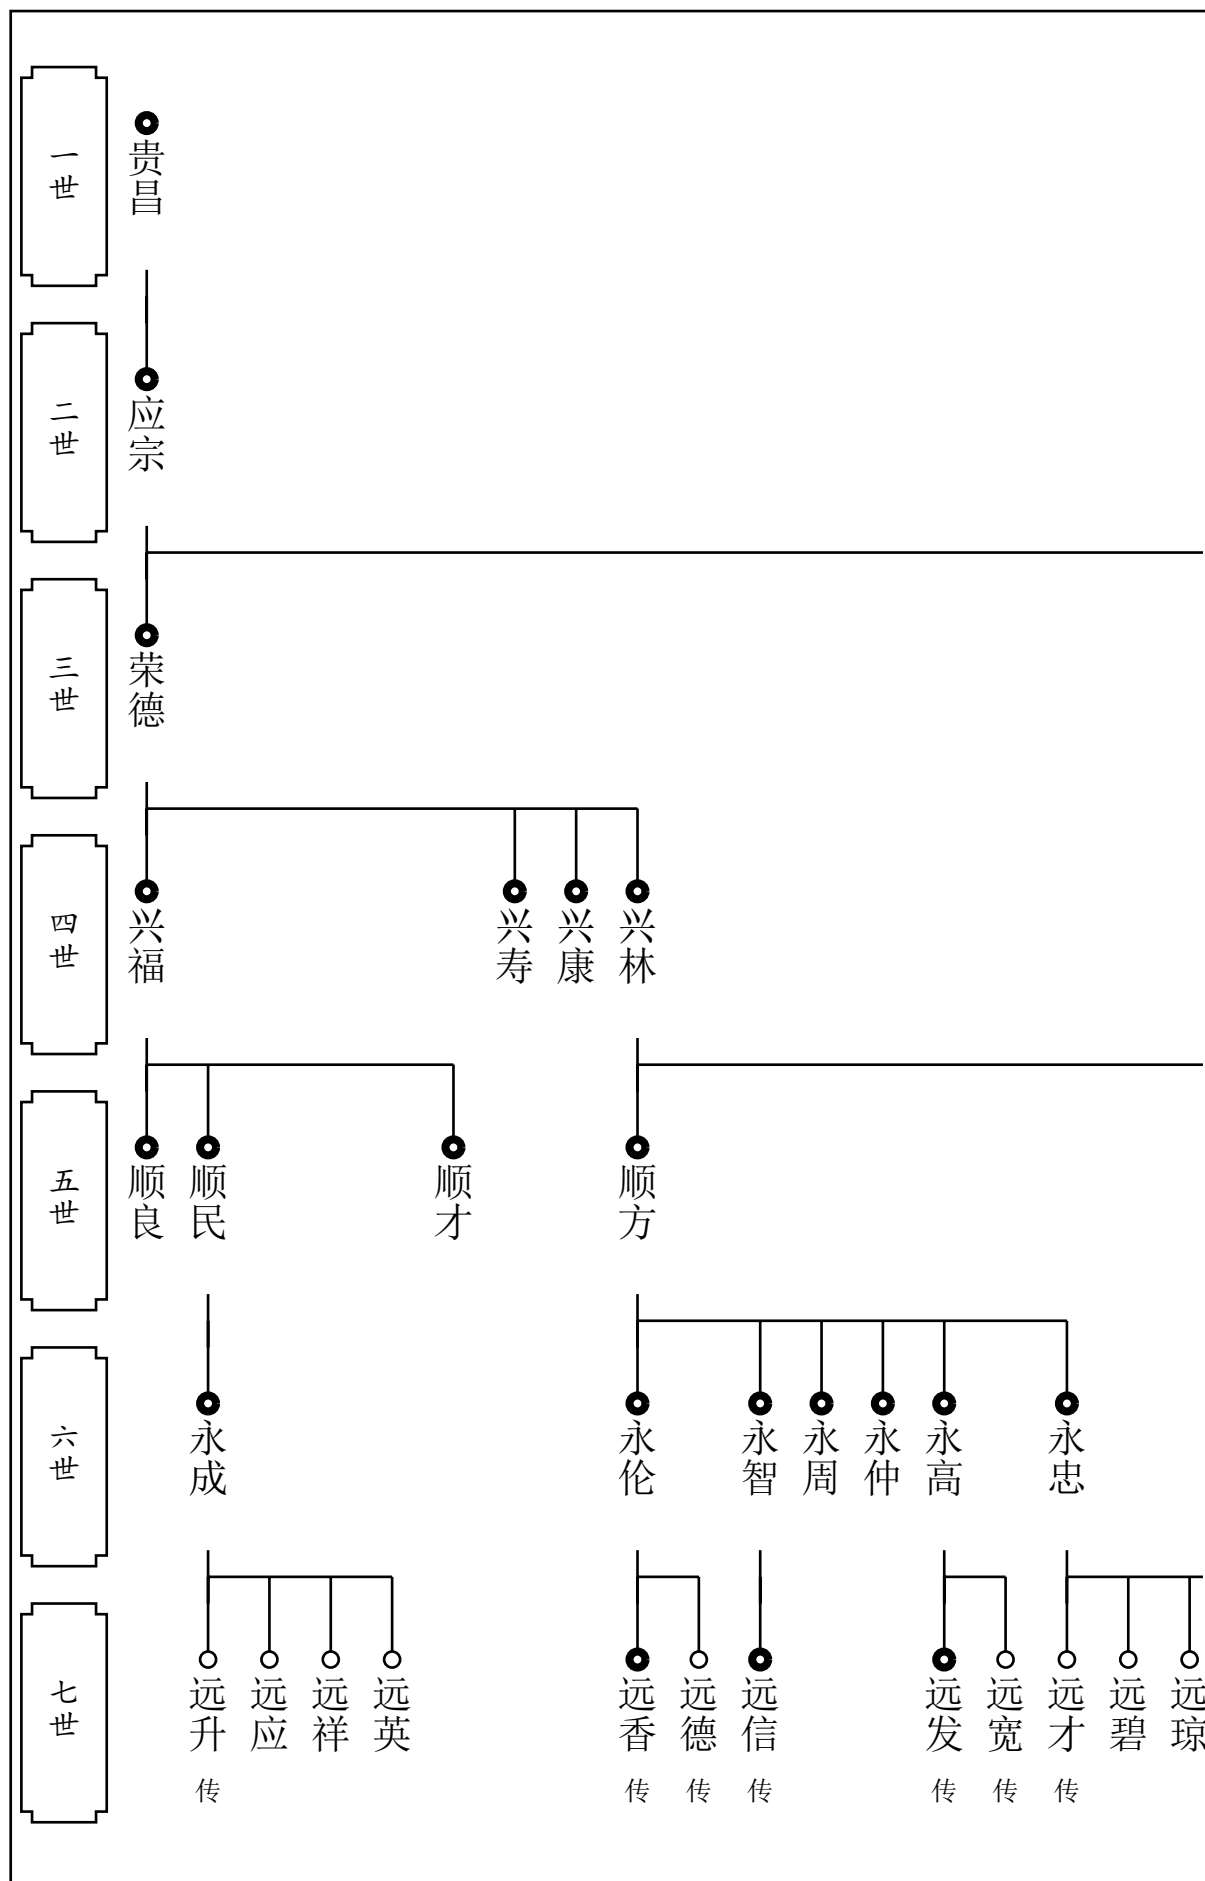 一世
贵昌
二世
应宗
三世
荣德
四世
兴福
兴寿
兴康
兴林
五世
顺良
顺民
顺才
顺方
六世
永成
永伦
永智
永周
永仲
永高
永忠
七世
远升
传
远应
远祥
远英
远香
传
远德
传
远信
传
远发
传
远宽
传
远才
传
远碧
远琼